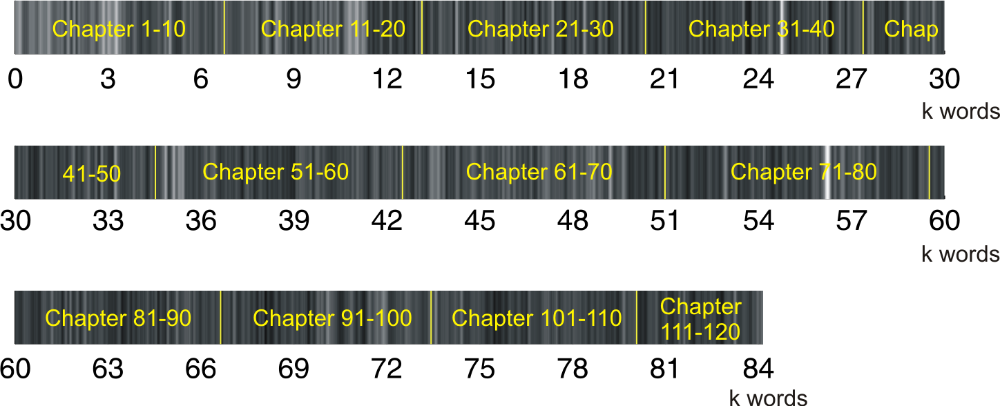 Chapter 1-10 Chapter 11-20 Chapter 21-30 Chapter 31-40 Chap
0 3 6 9 12 15 18 21 24 27 30
k words
41-50 Chapter 51-60 Chapter 61-70 Chapter 71-80
30 33 36 39 42 45 48 51 54 57 60
k words
Chapter 81-90 Chapter 91-100 Chapter 101-110 Chapter
111-120
60 63 66 69 72 75 78 81 84
k words